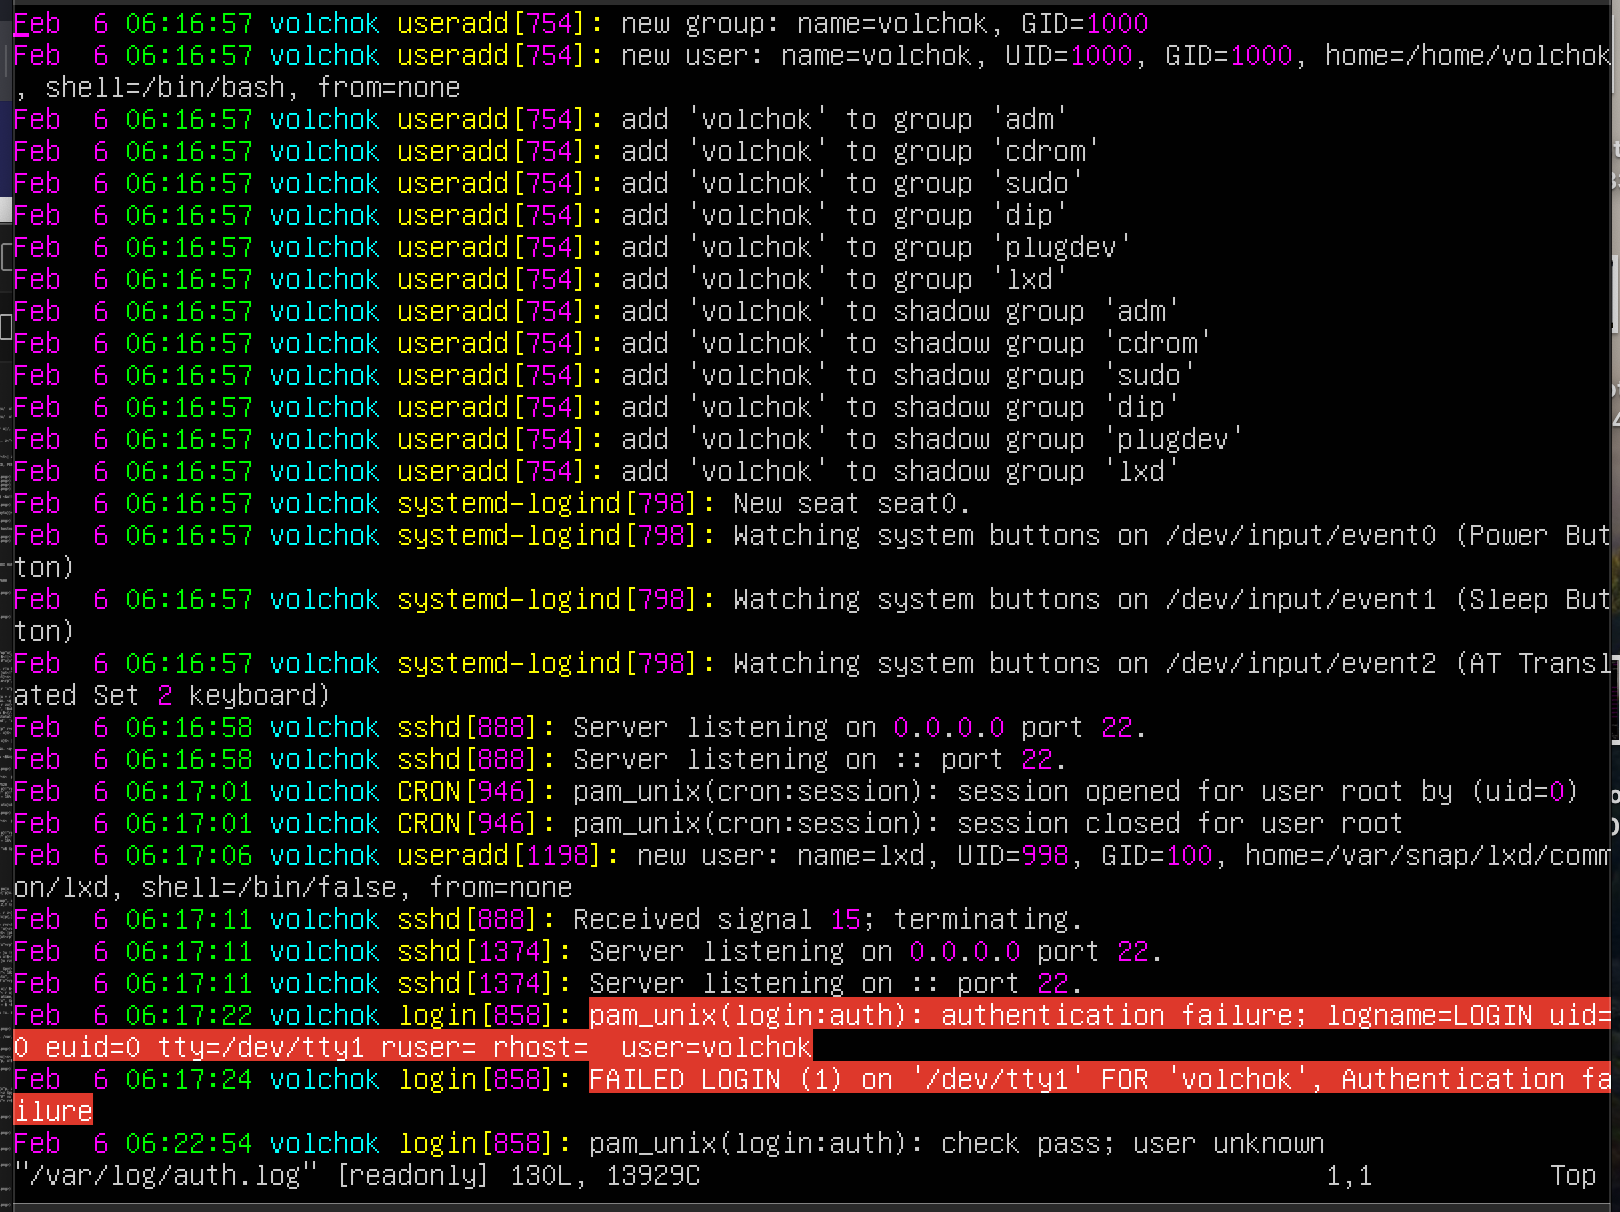 Feb  6 06:16:57 volchok useradd[754]: new group: name=volchok, GID=1000
Feb  6 06:16:57 volchok useradd[754]: new user: name=volchok, UID=1000, GID=1000, home=/home/volchok
, shell=/bin/bash, from=none
Feb  6 06:16:57 volchok useradd[754]: add 'volchok' to group 'adm'
Feb  6 06:16:57 volchok useradd[754]: add 'volchok' to group 'cdrom'
Feb  6 06:16:57 volchok useradd[754]: add 'volchok' to group 'sudo'
Feb  6 06:16:57 volchok useradd[754]: add 'volchok' to group 'dip'
Feb  6 06:16:57 volchok useradd[754]: add 'volchok' to group 'plugdev'
Feb  6 06:16:57 volchok useradd[754]: add 'volchok' to group 'lxd'
Feb  6 06:16:57 volchok useradd[754]: add 'volchok' to shadow group 'adm'
Feb  6 06:16:57 volchok useradd[754]: add 'volchok' to shadow group 'cdrom'
Feb  6 06:16:57 volchok useradd[754]: add 'volchok' to shadow group 'sudo'
Feb  6 06:16:57 volchok useradd[754]: add 'volchok' to shadow group 'dip'
Feb  6 06:16:57 volchok useradd[754]: add 'volchok' to shadow group 'plugdev'
Feb  6 06:16:57 volchok useradd[754]: add 'volchok' to shadow group 'lxd'
Feb  6 06:16:57 volchok systemd-logind[798]: New seat seat0.
Feb  6 06:16:57 volchok systemd-logind[798]: Watching system buttons on /dev/input/event0 (Power But
ton)
Feb  6 06:16:57 volchok systemd-logind[798]: Watching system buttons on /dev/input/event1 (Sleep But
ton)
Feb  6 06:16:57 volchok systemd-logind[798]: Watching system buttons on /dev/input/event2 (AT Transl
ated Set 2 keyboard)
Feb  6 06:16:58 volchok sshd[888]: Server listening on 0.0.0.0 port 22.
Feb  6 06:16:58 volchok sshd[888]: Server listening on :: port 22.
Feb  6 06:17:01 volchok CRON[946]: pam_unix(cron:session): session opened for user root by (uid=0)
Feb  6 06:17:01 volchok CRON[946]: pam_unix(cron:session): session closed for user root
Feb  6 06:17:06 volchok useradd[1198]: new user: name=lxd, UID=998, GID=100, home=/var/snap/lxd/comm
on/lxd, shell=/bin/false, from=none
Feb  6 06:17:11 volchok sshd[888]: Received signal 15; terminating.
Feb  6 06:17:11 volchok sshd[1374]: Server listening on 0.0.0.0 port 22.
Feb  6 06:17:11 volchok sshd[1374]: Server listening on :: port 22.
Feb  6 06:17:22 volchok login[858]: pam_unix(login:auth): authentication failure; logname=LOGIN uid=
0 euid=0 tty=/dev/tty1 ruser= rhost=  user=volchok
Feb  6 06:17:24 volchok login[858]: FAILED LOGIN (1) on '/dev/tty1' FOR 'volchok', Authentication fa
ilure
Feb  6 06:22:54 volchok login[858]: pam_unix(login:auth): check pass; user unknown
"/var/log/auth.log" [readonly] 130L, 13929C 1,1 Top